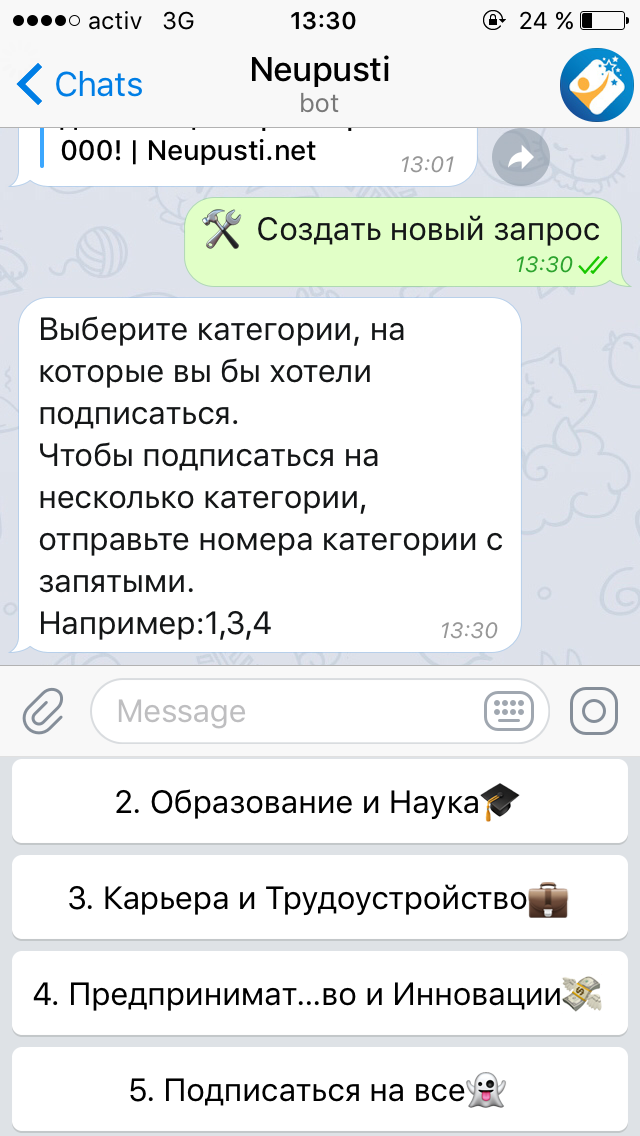 activ 3G 13:30 24 %
Chats
Neupusti
bot
000! | Neupusti.net
13:01
Создать новый запрос
13:30
Выберите категории, на
которые вы бы хотели
подписаться.
Чтобы подписаться на
несколько категории,
отправьте номера категории с
запятыми.
Например:1,3,4
13:30
Message
2. Образование и Наука🎓
3. Карьера и Трудоустройство💼
4. Предпринимат...во и Инновации💸
5. Подписаться на все👻